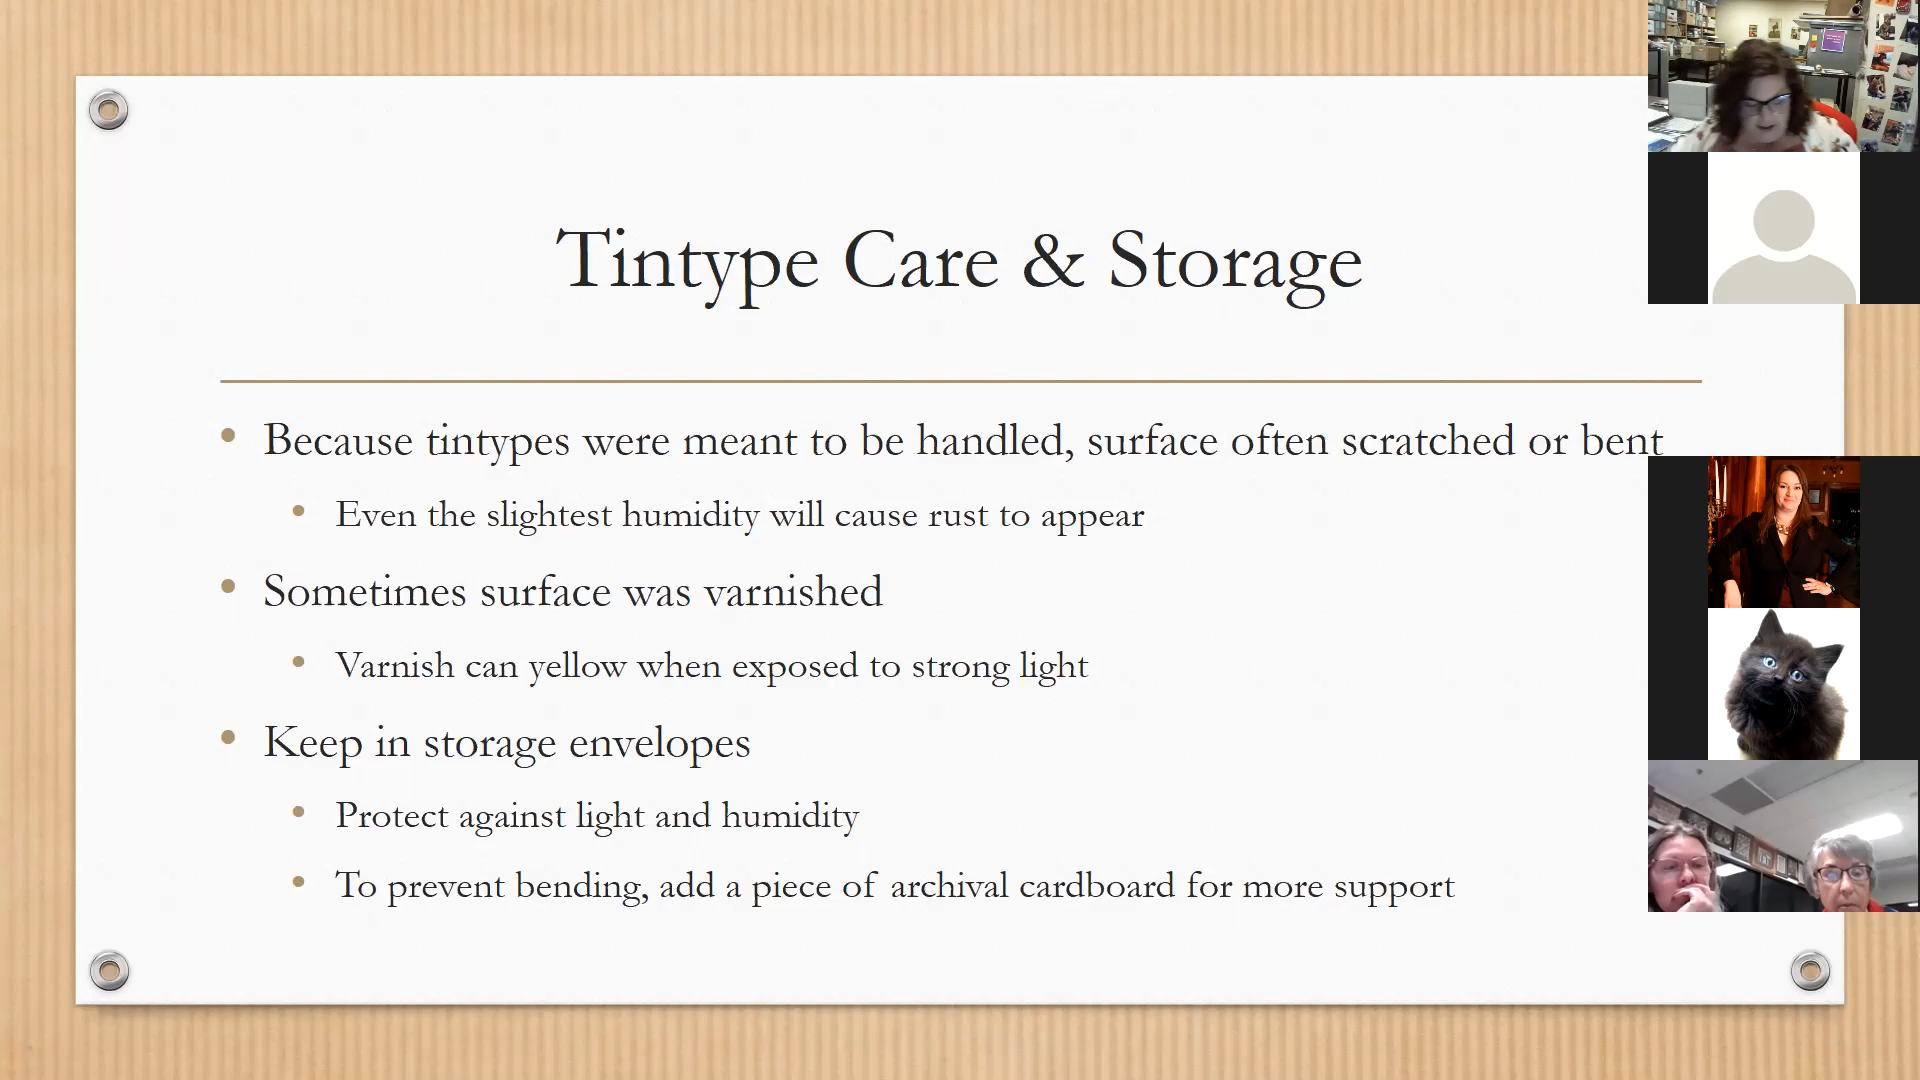 Tintype Care & Storage
Because tintypes were meant to be handled, surface often scratched or bent
Even the slightest humidity will cause rust to appear
Sometimes surface was varnished
Varnish can yellow when exposed to strong light
Keep in storage envelopes
Protect against light and humidity
To prevent bending, add a piece of archival cardboard for more support